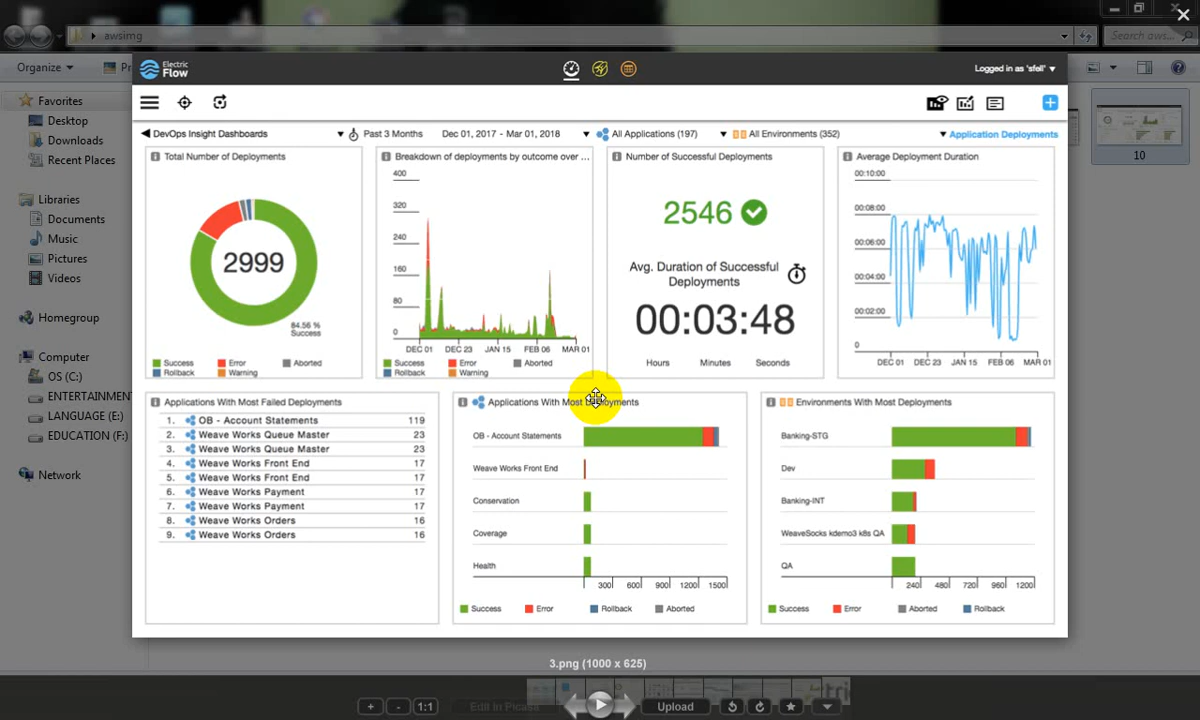 awsimg
Search aws...
Organize
Pr
Favorites
Desktop
Downloads
Recent Places
Libraries
Documents
Music
Pictures
Videos
Homegroup
Computer
OS (C:)
ENTERTAINMEN
LANGUAGE (E:)
EDUCATION (F:)
Network
10
Electric
Flow
Logged in as 'sfell'
DevOps Insight Dashboards
Past 3 Months
Dec 01, 2017 - Mar 01, 2018
All Applications (197)
All Environments (352)
Application Deployments
Total Number of Deployments
2999
84.56 %
Success
Success Error Aborted
Rollback Warning
Breakdown of deployments by outcome over ...
400
320
240
160
80
0
DEC 01 DEC 23 JAN 15 FEB 06 MAR 01
Success Error Aborted
Rollback Warning
Number of Successful Deployments
2546
Avg. Duration of Successful
Deployments
00:03:48
Hours Minutes Seconds
Average Deployment Duration
00:10:00
00:08:00
00:06:00
00:04:00
00:02:00
0
DEC 01 DEC 23 JAN 15 FEB 06 MAR 01
Applications With Most Failed Deployments
1. OB - Account Statements 119
2. Weave Works Queue Master 23
3. Weave Works Queue Master 23
4. Weave Works Front End 17
5. Weave Works Front End 17
6. Weave Works Payment 17
7. Weave Works Payment 17
8. Weave Works Orders 16
9. Weave Works Orders 16
Applications With Most Deployments
OB - Account Statements
Weave Works Front End
Conservation
Coverage
Health
300 600 900 1200 1500
Success Error Rollback Aborted
Environments With Most Deployments
Banking-STG
Dev
Banking-INT
WeaveSocks kdemo3 k8s QA
QA
240 480 720 960 1200
Success Error Aborted Rollback
3.png (1000 x 625)
+ - 1:1 Edit in Picasa Upload